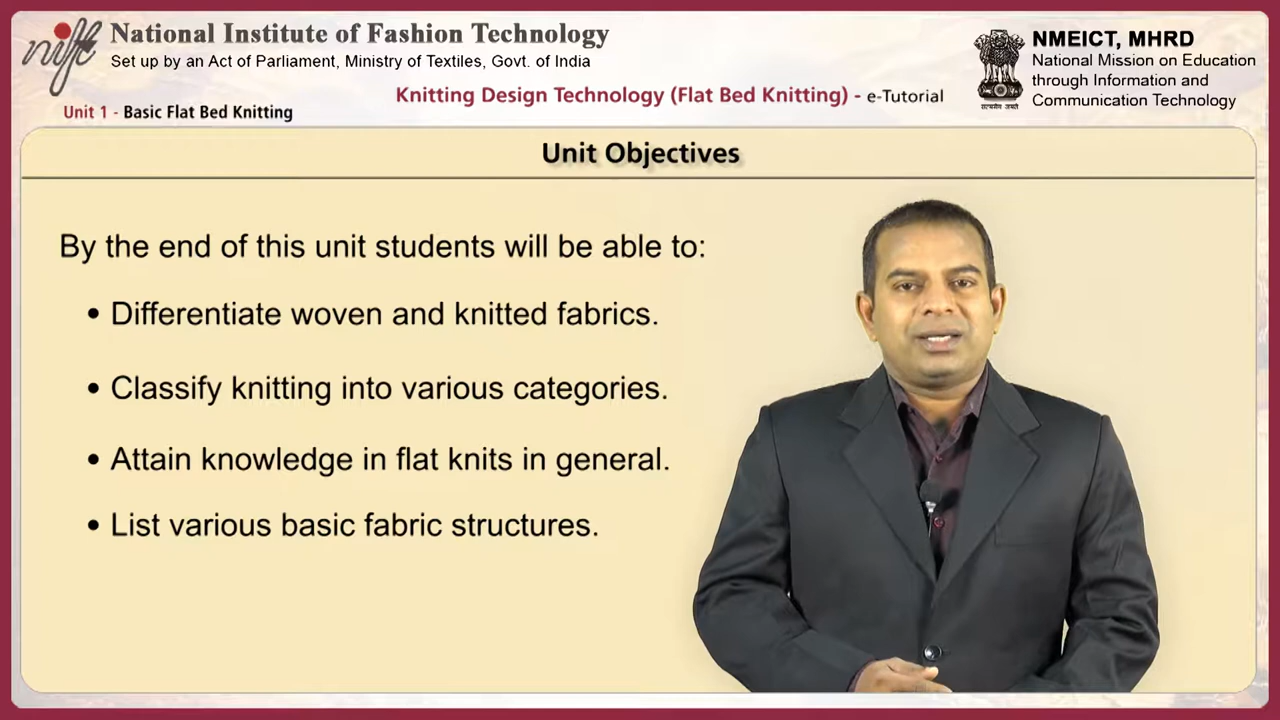 nift National Institute of Fashion Technology
Set up by an Act of Parliament, Ministry of Textiles, Govt. of India
NMEICT, MHRD
National Mission on Education
through Information and
Communication Technology
सत्यमेव जयते
Knitting Design Technology (Flat Bed Knitting) - e-Tutorial
Unit 1 - Basic Flat Bed Knitting
Unit Objectives
By the end of this unit students will be able to:
• Differentiate woven and knitted fabrics.
• Classify knitting into various categories.
• Attain knowledge in flat knits in general.
• List various basic fabric structures.